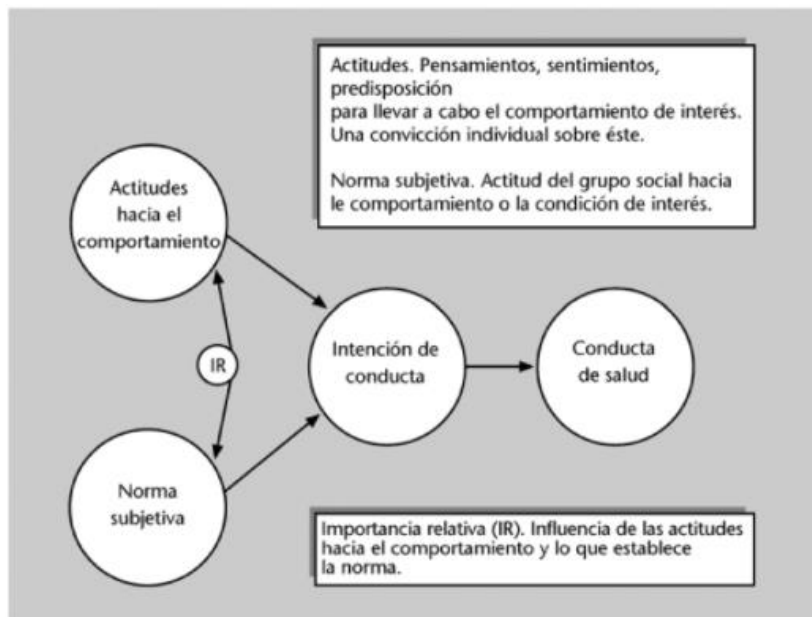 Actitudes. Pensamientos, sentimientos,
predisposición
para llevar a cabo el comportamiento de interés.
Una convicción individual sobre éste.
Norma subjetiva. Actitud del grupo social hacia
le comportamiento o la condición de interés.
Actitudes
hacia el
comportamiento
IR
Intención de
conducta
Conducta
de salud
Norma
subjetiva
Importancia relativa (IR). Influencia de las actitudes
hacia el comportamiento y lo que establece
la norma.